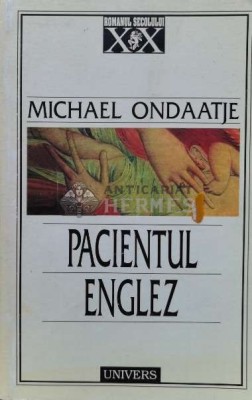 ROMANUL SECOLULUI
XX
MICHAEL ONDAATJE
ANTICARIAT
HERMES
PACIENTUL
ENGLEZ
UNIVERS